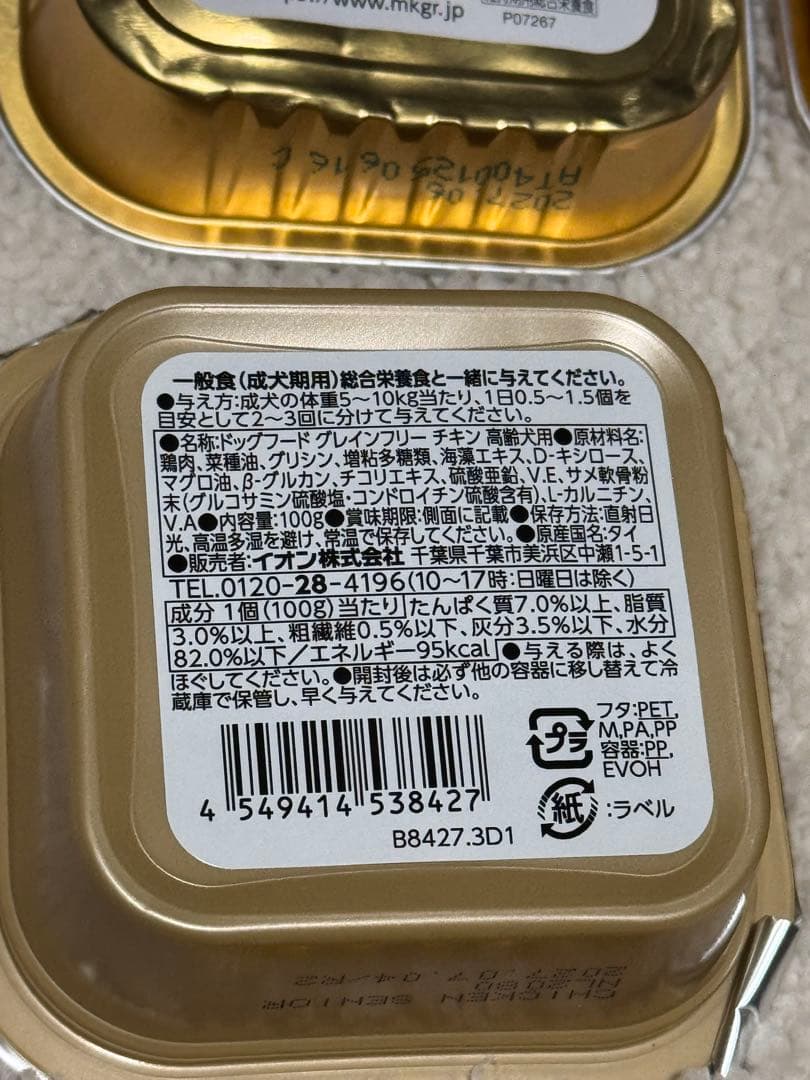 www.mkgr.jp
P07267
2027.06
AT400125 06 16 C
一般食(成犬期用)総合栄養食と一緒に与えてください。
●与え方:成犬の体重5～10kg当たり、1日0.5～1.5個を
目安として2～3回に分けて与えてください。
●名称:ドッグフード グレインフリー チキン 高齢犬用●原材料名:
鶏肉、菜種油、グリシン、増粘多糖類、海藻エキス、D-キシロース、
マグロ油、β-グルカン、チコリエキス、硫酸亜鉛、V.E、サメ軟骨粉
末(グルコサミン硫酸塩・コンドロイチン硫酸含有)、L-カルニチン、
V.A●内容量:100g●賞味期限:側面に記載●保存方法:直射日
光、高温多湿を避け、常温で保存してください。●原産国名:タイ
●販売者:イオン株式会社 千葉県千葉市美浜区中瀬1-5-1
TEL.0120-28-4196(10～17時:日曜日は除く)
成分 1個(100g)当たり たんぱく質7.0%以上、脂質
3.0%以上、粗繊維0.5%以下、灰分3.5%以下、水分
82.0%以下/エネルギー95kcal ●与える際は、よく
ほぐしてください。●開封後は必ず他の容器に移し替えて冷
蔵庫で保管し、早く与えてください。
プラ
フタ:PET,
M,PA,PP
容器:PP,
EVOH
紙 :ラベル
4 549414 538427
B8427.3D1
CHICKEN SENIOR